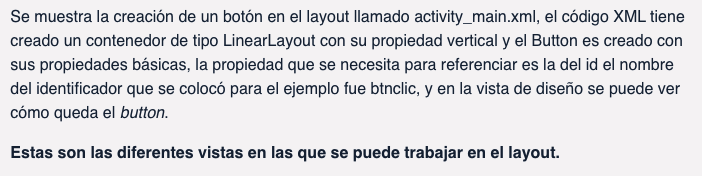 Se muestra la creación de un botón en el layout llamado activity_main.xml, el código XML tiene
creado un contenedor de tipo LinearLayout con su propiedad vertical y el Button es creado con
sus propiedades básicas, la propiedad que se necesita para referenciar es la del id el nombre
del identificador que se colocó para el ejemplo fue btnclic, y en la vista de diseño se puede ver
cómo queda el button.
Estas son las diferentes vistas en las que se puede trabajar en el layout.